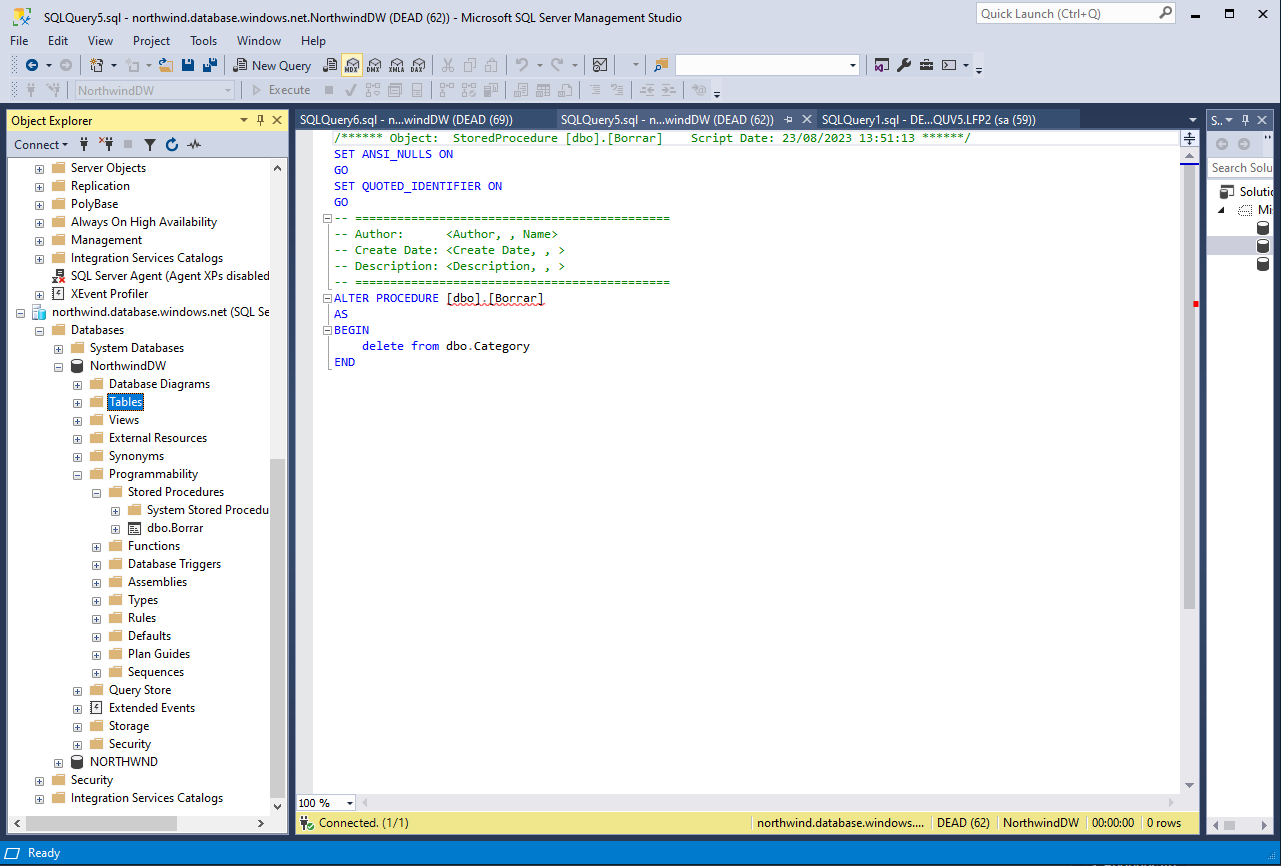 SQLQuery5.sql - northwind.database.windows.net.NorthwindDW (DEAD (62)) - Microsoft SQL Server Management Studio
Quick Launch (Ctrl+Q)
File Edit View Project Tools Window Help
New Query
MDX DMX XMLA DAX
NorthwindDW
Execute
Object Explorer
Connect
Server Objects
Replication
PolyBase
Always On High Availability
Management
Integration Services Catalogs
SQL Server Agent (Agent XPs disabled
XEvent Profiler
northwind.database.windows.net (SQL Se
Databases
System Databases
NorthwindDW
Database Diagrams
Tables
Views
External Resources
Synonyms
Programmability
Stored Procedures
System Stored Procedu
dbo.Borrar
Functions
Database Triggers
Assemblies
Types
Rules
Defaults
Plan Guides
Sequences
Query Store
Extended Events
Storage
Security
NORTHWND
Security
Integration Services Catalogs
SQLQuery6.sql - n...windDW (DEAD (69)) SQLQuery5.sql - n...windDW (DEAD (62)) SQLQuery1.sql - DE...QUV5.LFP2 (sa (59))
/****** Object:  StoredProcedure [dbo].[Borrar]    Script Date: 23/08/2023 13:51:13 ******/
SET ANSI_NULLS ON
GO
SET QUOTED_IDENTIFIER ON
GO
-- =============================================
-- Author:      <Author, , Name>
-- Create Date: <Create Date, , >
-- Description: <Description, , >
-- =============================================
ALTER PROCEDURE [dbo].[Borrar]
AS
BEGIN
    delete from dbo.Category
END
100 %
Connected. (1/1)
northwind.database.windows.... DEAD (62) NorthwindDW 00:00:00 0 rows
S..
Search Solu
Solutic
Mi
Ready